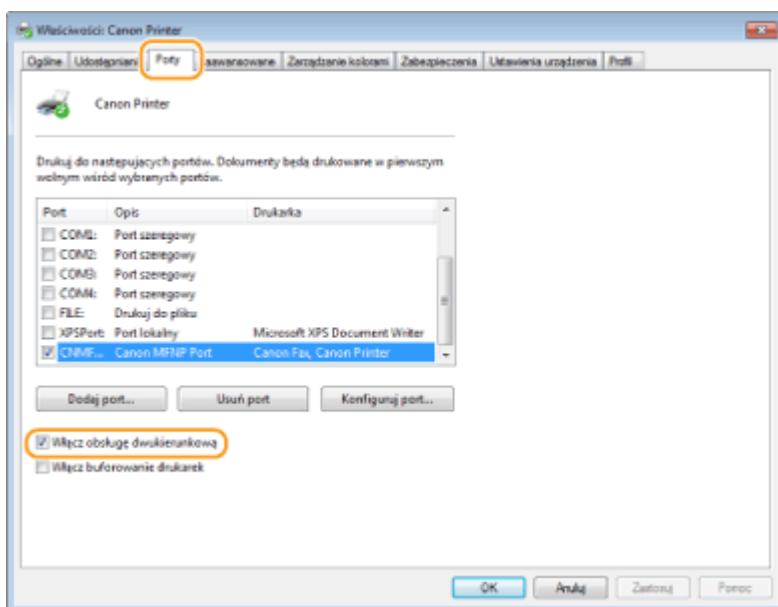 Właściwości: Canon Printer
Ogólne Udostępnianie Porty Zaawansowane Zarządzanie kolorami Zabezpieczenia Ustawienia urządzenia Profil
Canon Printer
Drukuj do następujących portów. Dokumenty będą drukowane w pierwszym
wolnym wśród wybranych portów.
Port Opis Drukarka
COM1: Port szeregowy
COM2: Port szeregowy
COM3: Port szeregowy
COM4: Port szeregowy
FILE: Drukuj do pliku
XPSPort: Port lokalny Microsoft XPS Document Writer
CNMF... Canon MFNP Port Canon Fax, Canon Printer
Dodaj port... Usuń port Konfiguruj port...
Włącz obsługę dwukierunkową
Włącz buforowanie drukarek
OK Anuluj Zastosuj Pomoc